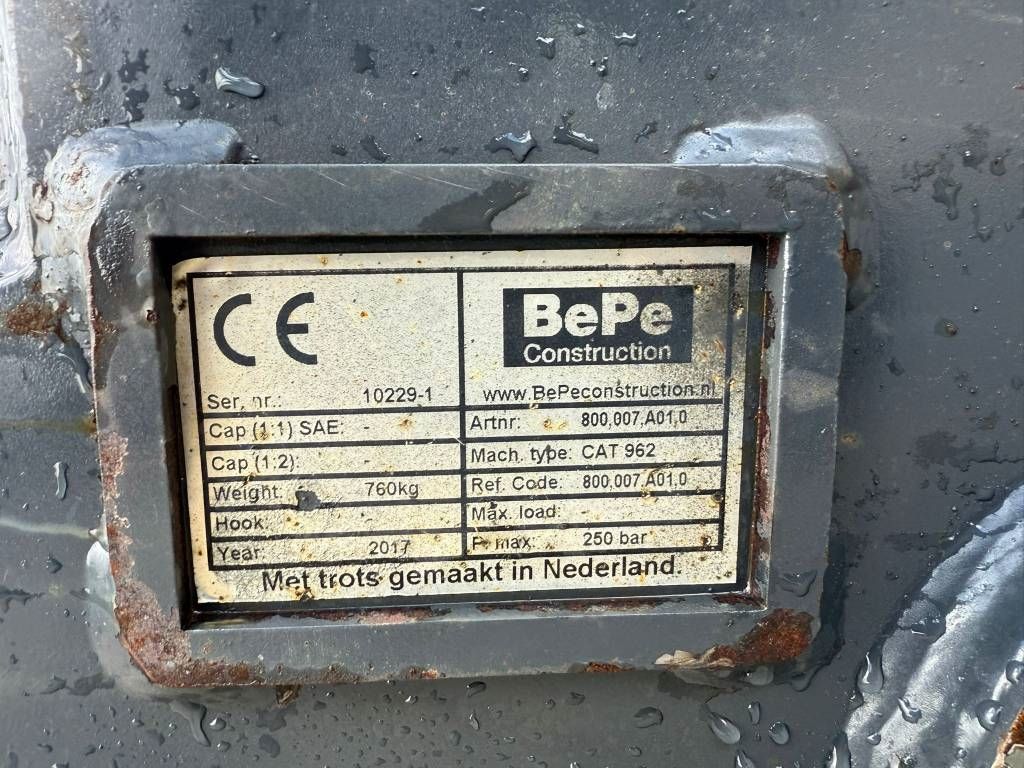 CE
BePe
Construction
Ser, nr.: 10229-1
www.BePeconstruction.nl
Cap (1:1) SAE: -
Artnr: 800,007,A01,0
Cap (1:2): -
Mach. type: CAT 962
Weight: 760kg
Ref. Code: 800,007,A01,0
Hook:
Max. load:
Year 2017
P. max: 250 bar
Met trots gemaakt in Nederland.